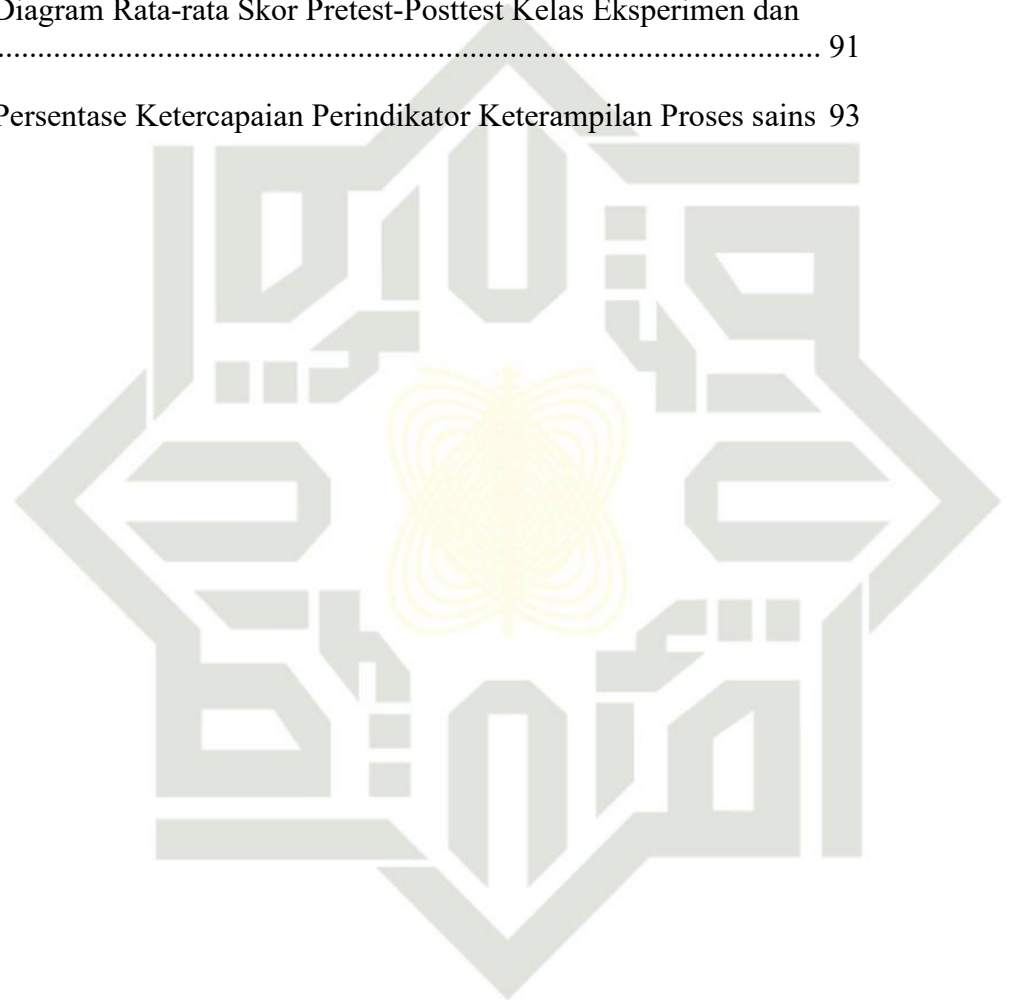 Diagram Rata-rata Skor Pretest-Posttest Kelas Eksperimen dan
................................................................................................ 91
Persentase Ketercapaian Perindikator Keterampilan Proses sains 93